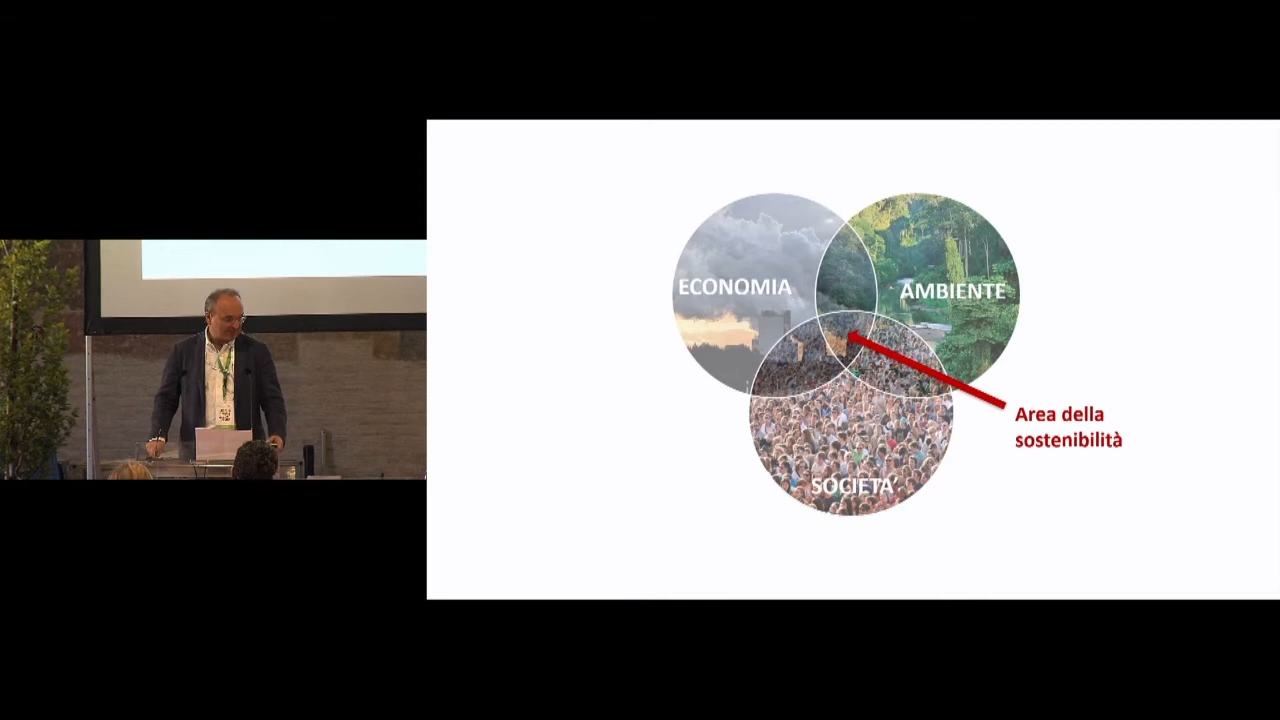 ECONOMIA
AMBIENTE
Area della
sostenibilità
SOCIETA’